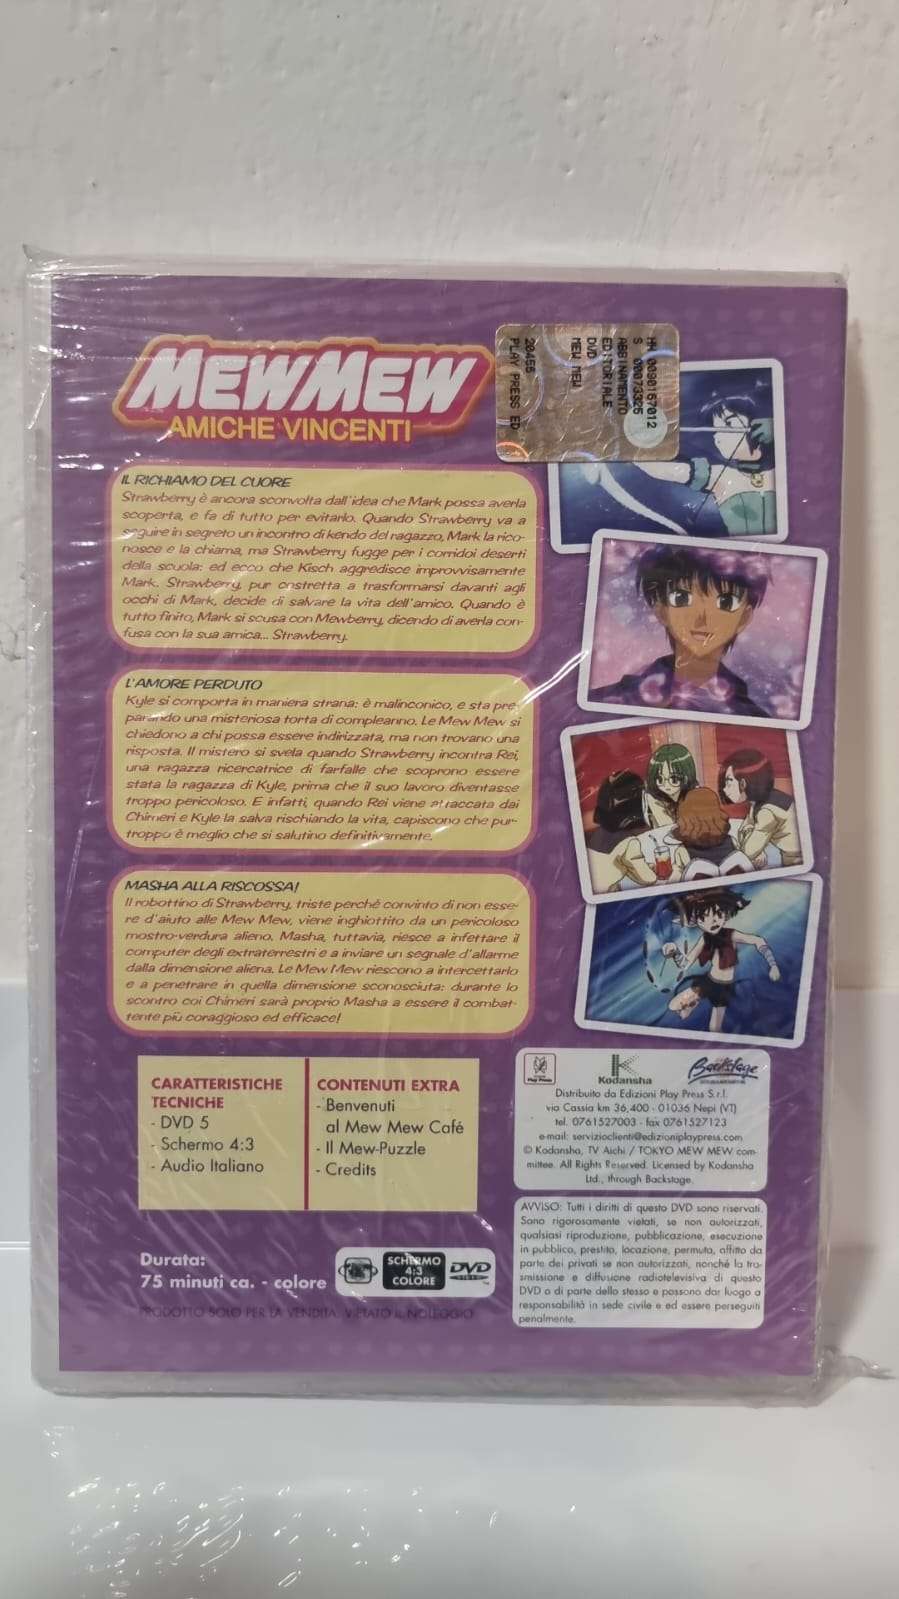 MEWMEW
AMICHE VINCENTI
HM 0090157012
S 00073325
ABBINAMENTO
EDITORIALE
DVD
MEW MEW
20455
PLAY PRESS ED
IL RICHIAMO DEL CUORE
Strawberry è ancora sconvolta dall'idea che Mark possa averla
scoperta, e fa di tutto per evitarlo. Quando Strawberry va a
seguire in segreto un incontro di kendo del ragazzo, Mark la rico-
nosce e la chiama, ma Strawberry fugge per i corridoi deserti
della scuola: ed ecco che Kisch aggredisce improvvisamente
Mark. Strawberry, pur costretta a trasformarsi davanti agli
occhi di Mark, decide di salvare la vita dell'amico. Quando è
tutto finito, Mark si scusa con Mewberry, dicendo di averla con-
fusa con la sua amica... Strawberry.
L'AMORE PERDUTO
Kyle si comporta in maniera strana: è malinconico, e sta pre-
parando una misteriosa torta di compleanno. Le Mew Mew si
chiedono a chi possa essere indirizzata, ma non trovano una
risposta. Il mistero si svela quando Strawberry incontra Rei,
una ragazza ricercatrice di farfalle che scoprono essere
stata la ragazza di Kyle, prima che il suo lavoro diventasse
troppo pericoloso. E infatti, quando Rei viene attaccata dai
Chimeri e Kyle la salva rischiando la vita, capiscono che pur-
troppo è meglio che si salutino definitivamente.
MASHA ALLA RISCOSSA!
Il robottino di Strawberry, triste perché convinto di non esse-
re d'aiuto alle Mew Mew, viene inghiottito da un pericoloso
mostro-verdura alieno. Masha, tuttavia, riesce a infettare il
computer degli extraterrestri e a inviare un segnale d'allarme
dalla dimensione aliena. Le Mew Mew riescono a intercettarlo
e a penetrare in quella dimensione sconosciuta: durante lo
scontro coi Chimeri sarà proprio Masha a essere il combat-
tente più coraggioso ed efficace!
CARATTERISTICHE
TECNICHE
- DVD 5
- Schermo 4:3
- Audio Italiano
CONTENUTI EXTRA
- Benvenuti
al Mew Mew Café
- Il Mew-Puzzle
- Credits
Durata:
75 minuti ca. - colore
SCHERMO
4:3
COLORE
DVD
VIDEO
PRODOTTO SOLO PER LA VENDITA. VIETATO IL NOLEGGIO
Play Press
Kodansha
Backstage
Distribuito da Edizioni Play Press S.r.l.
via Cassia km 36,400 - 01036 Nepi (VT)
tel. 0761527003 - fax 0761527123
e-mail: servizioclienti@edizioniplaypress.com
© Kodansha, TV Aichi / TOKYO MEW MEW com-
mittee. All Rights Reserved. Licensed by Kodansha
Ltd., through Backstage.
AVVISO: Tutti i diritti di questo DVD sono riservati.
Sono rigorosamente vietati, se non autorizzati,
qualsiasi riproduzione, pubblicazione, esecuzione
in pubblico, prestito, locazione, permuta, affitto da
parte dei privati se non autorizzati, nonché la tra-
smissione e diffusione radiotelevisiva di questo
DVD o di parte dello stesso e possono dar luogo a
responsabilità in sede civile e ed essere perseguiti
penalmente.